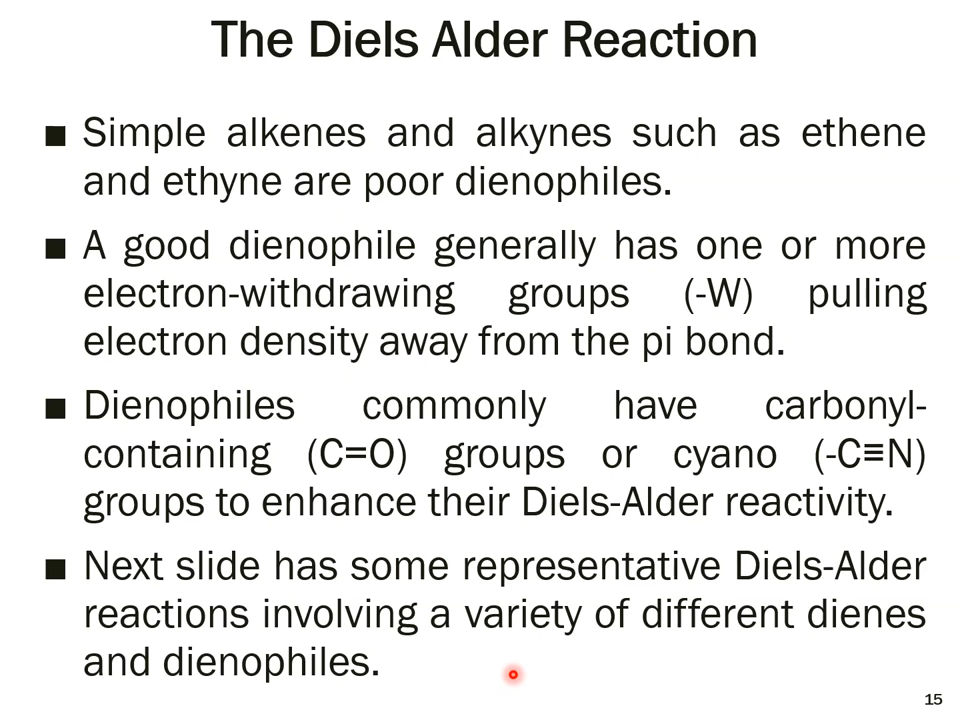 The Diels Alder Reaction
■ Simple alkenes and alkynes such as ethene
and ethyne are poor dienophiles.
■ A good dienophile generally has one or more
electron-withdrawing groups (-W) pulling
electron density away from the pi bond.
■ Dienophiles commonly have carbonyl-
containing (C=O) groups or cyano (-C≡N)
groups to enhance their Diels-Alder reactivity.
■ Next slide has some representative Diels-Alder
reactions involving a variety of different dienes
and dienophiles.
15